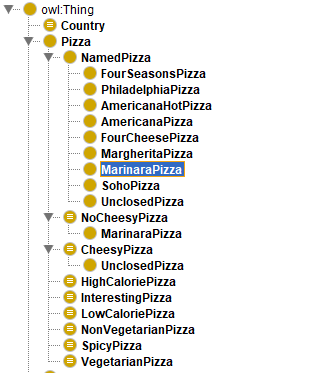 owl:Thing
Country
Pizza
NamedPizza
FourSeasonsPizza
PhiladelphiaPizza
AmericanaHotPizza
AmericanaPizza
FourCheesePizza
MargheritaPizza
MarinaraPizza
SohoPizza
UnclosedPizza
NoCheesyPizza
MarinaraPizza
CheesyPizza
UnclosedPizza
HighCaloriePizza
InterestingPizza
LowCaloriePizza
NonVegetarianPizza
SpicyPizza
VegetarianPizza